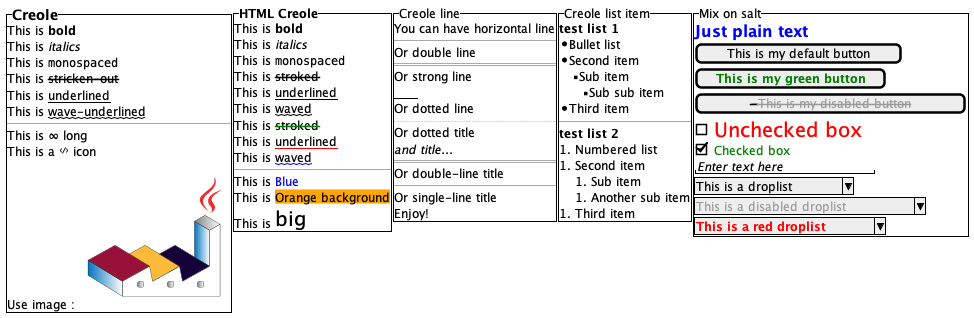 Creole
This is bold
This is italics
This is monospaced
This is stricken-out
This is underlined
This is wave-underlined
This is ∞ long
This is a </> icon
Use image :
HTML Creole
This is bold
This is italics
This is monospaced
This is stroked
This is underlined
This is waved
This is stroked
This is underlined
This is waved
This is Blue
This is Orange background
This is big
Creole line
You can have horizontal line
Or double line
Or strong line
Or dotted line
Or dotted title
and title...
Or double-line title
Or single-line title
Enjoy!
Creole list item
test list 1
•Bullet list
•Second item
▪Sub item
▪Sub sub item
•Third item
test list 2
1. Numbered list
1. Second item
1. Sub item
1. Another sub item
1. Third item
Mix on salt
Just plain text
This is my default button
This is my green button
This is my disabled button
Unchecked box
Checked box
Enter text here
This is a droplist
This is a disabled droplist
This is a red droplist